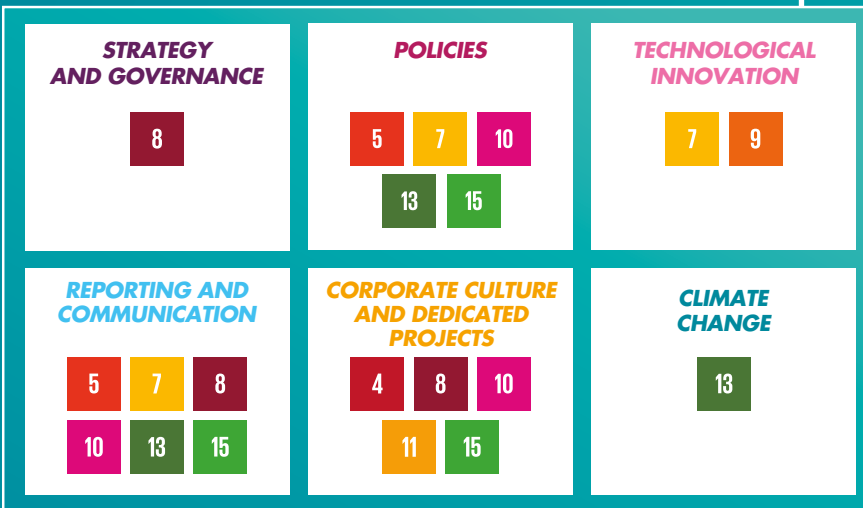 STRATEGY
AND GOVERNANCE
8
POLICIES
5 7 10
13 15
TECHNOLOGICAL
INNOVATION
7 9
REPORTING AND
COMMUNICATION
5 7 8
10 13 15
CORPORATE CULTURE
AND DEDICATED
PROJECTS
4 8 10
11 15
CLIMATE
CHANGE
13